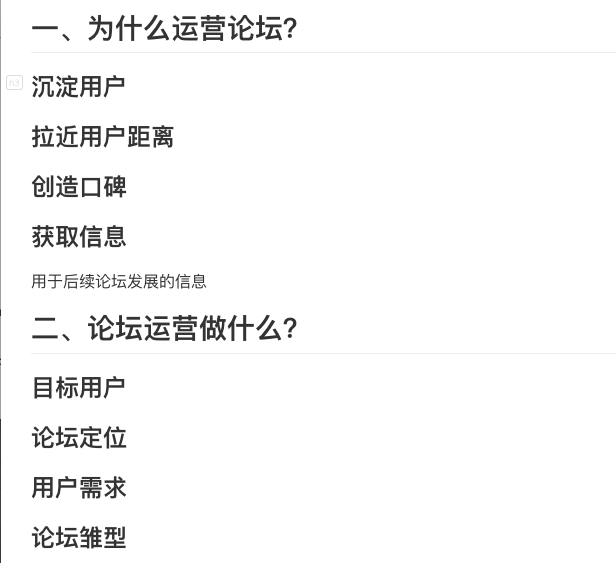 一、为什么运营论坛?
h3
沉淀用户
拉近用户距离
创造口碑
获取信息
用于后续论坛发展的信息
二、论坛运营做什么?
目标用户
论坛定位
用户需求
论坛雏型